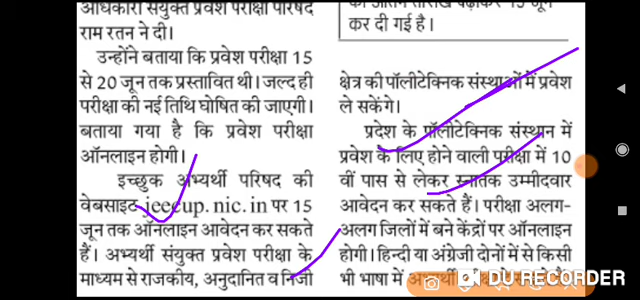 अधिकारी संयुक्त प्रवेश परीक्षा परिषद
राम रतन ने दी।
उन्होंने बताया कि प्रवेश परीक्षा 15
से 20 जून तक प्रस्तावित थी। जल्द ही
परीक्षा की नई तिथि घोषित की जाएगी।
बताया गया है कि प्रवेश परीक्षा
ऑनलाइन होगी।
इच्छुक अभ्यर्थी परिषद की
वेबसाइट jeecup.nic.in पर 15
जून तक ऑनलाइन आवेदन कर सकते
हैं। अभ्यर्थी संयुक्त प्रवेश परीक्षा के
माध्यम से राजकीय, अनुदानित व निजी
15 जून
कर दी गई है।
क्षेत्र की पॉलीटेक्निक संस्थाओं में प्रवेश
ले सकेंगे।
प्रदेश के पॉलीटेक्निक संस्थान में
प्रवेश के लिए होने वाली परीक्षा में 10
वीं पास से लेकर स्नातक उम्मीदवार
आवेदन कर सकते हैं। परीक्षा अलग-
अलग जिलों में बने केंद्रों पर ऑनलाइन
होगी। हिन्दी या अंग्रेजी दोनों में से किसी
भी भाषा में अभ्यर्थी
DU RECORDER